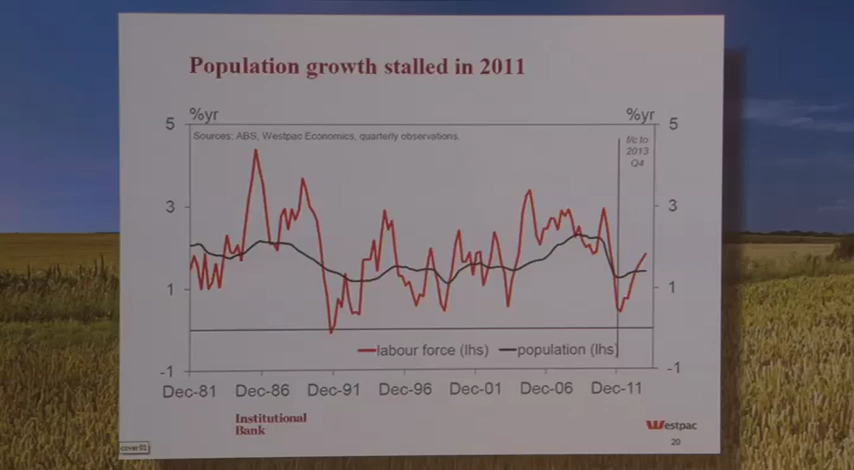 Population growth stalled in 2011
%yr
%yr
5
5
Sources: ABS, Westpac Economics, quarterly observations.
f/c to
2013
Q4
3
3
1
1
labour force (lhs)
population (lhs)
-1
-1
Dec-81
Dec-86
Dec-91
Dec-96
Dec-01
Dec-06
Dec-11
Institutional
Bank
Westpac
20
cover01